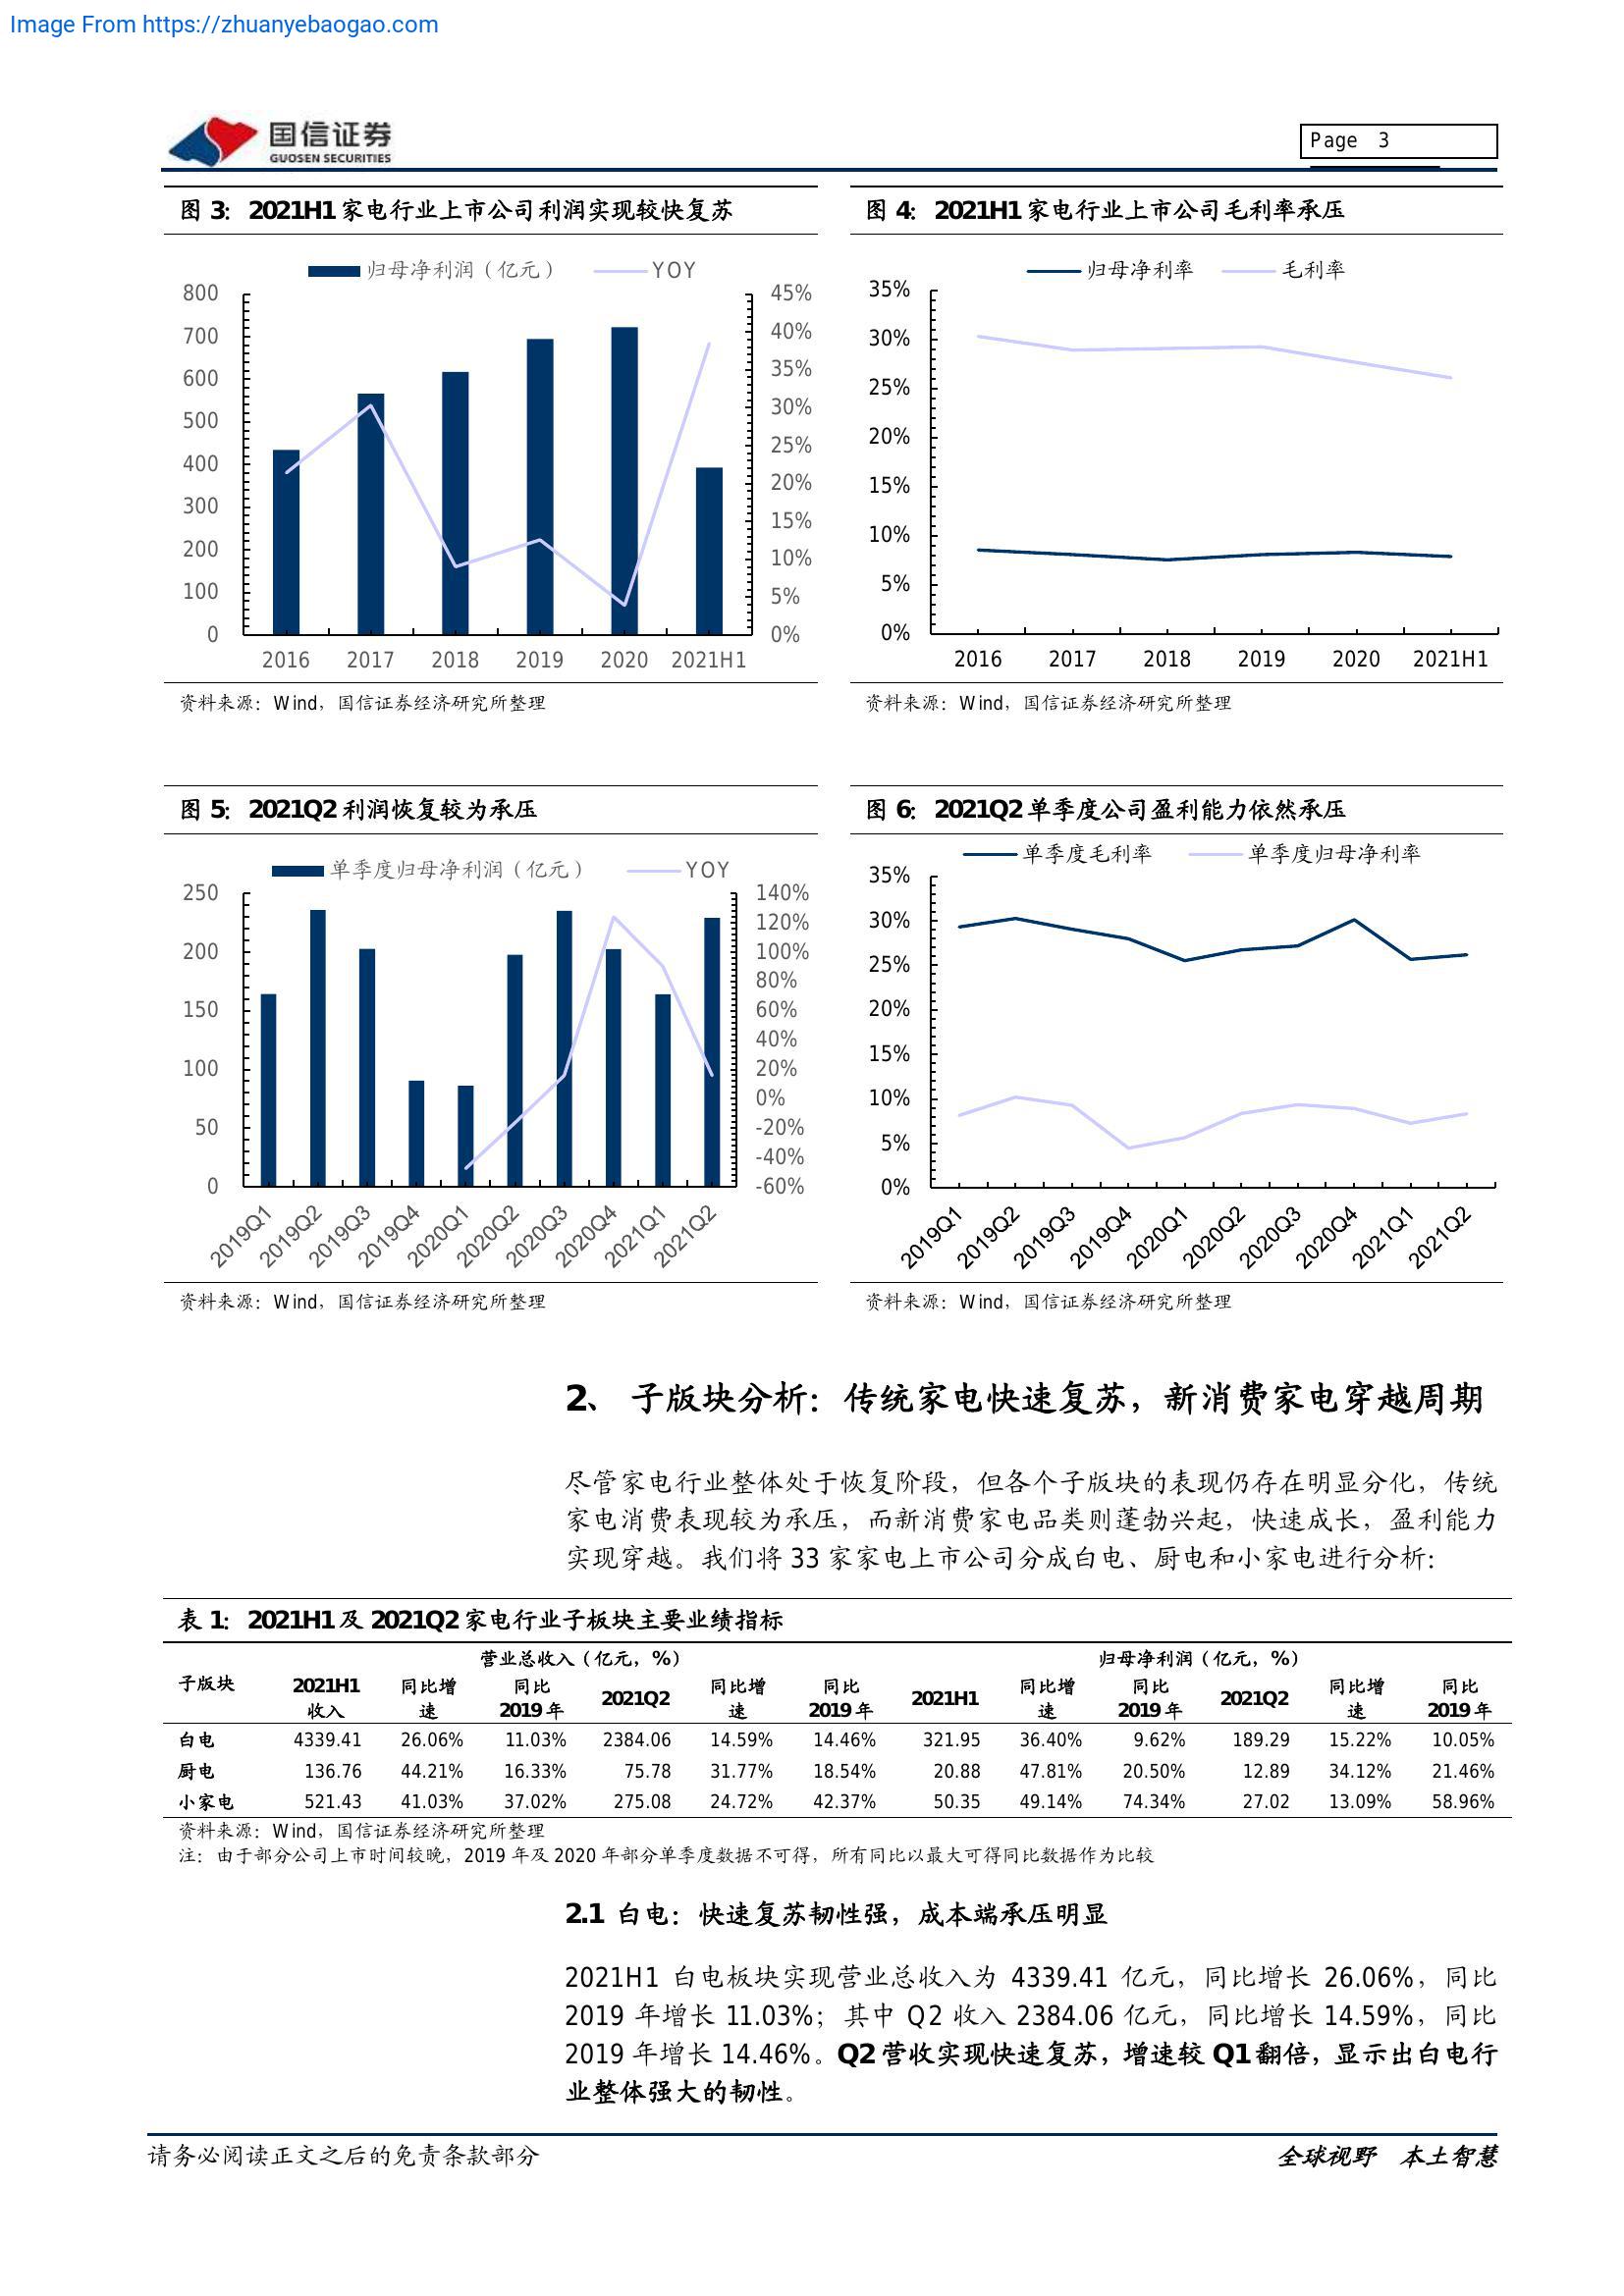 Image From https://zhuanyebaogao.com
国信证券
GUOSEN SECURITIES
Page 3
图 3: 2021H1 家电行业上市公司利润实现较快复苏
归母净利润（亿元） YOY
800
700
600
500
400
300
200
100
0
45%
40%
35%
30%
25%
20%
15%
10%
5%
0%
2016 2017 2018 2019 2020 2021H1
资料来源：Wind，国信证券经济研究所整理
图 4: 2021H1 家电行业上市公司毛利率承压
归母净利率 毛利率
35%
30%
25%
20%
15%
10%
5%
0%
2016 2017 2018 2019 2020 2021H1
资料来源：Wind，国信证券经济研究所整理
图 5: 2021Q2 利润恢复较为承压
单季度归母净利润（亿元） YOY
250
200
150
100
50
0
140%
120%
100%
80%
60%
40%
20%
0%
-20%
-40%
-60%
2019Q1 2019Q2 2019Q3 2019Q4 2020Q1 2020Q2 2020Q3 2020Q4 2021Q1 2021Q2
资料来源：Wind，国信证券经济研究所整理
图 6: 2021Q2 单季度公司盈利能力依然承压
单季度毛利率 单季度归母净利率
35%
30%
25%
20%
15%
10%
5%
0%
2019Q1 2019Q2 2019Q3 2019Q4 2020Q1 2020Q2 2020Q3 2020Q4 2021Q1 2021Q2
资料来源：Wind，国信证券经济研究所整理
2、 子版块分析：传统家电快速复苏，新消费家电穿越周期
尽管家电行业整体处于恢复阶段，但各个子版块的表现仍存在明显分化，传统
家电消费表现较为承压，而新消费家电品类则蓬勃兴起，快速成长，盈利能力
实现穿越。我们将 33 家家电上市公司分成白电、厨电和小家电进行分析：
表 1: 2021H1 及 2021Q2 家电行业子板块主要业绩指标
营业总收入（亿元，%） 归母净利润（亿元，%）
子版块 2021H1 收入 同比增速 同比 2019 年 2021Q2 同比增速 同比 2019 年 2021H1 同比增速 同比 2019 年 2021Q2 同比增速 同比 2019 年
白电 4339.41 26.06% 11.03% 2384.06 14.59% 14.46% 321.95 36.40% 9.62% 189.29 15.22% 10.05%
厨电 136.76 44.21% 16.33% 75.78 31.77% 18.54% 20.88 47.81% 20.50% 12.89 34.12% 21.46%
小家电 521.43 41.03% 37.02% 275.08 24.72% 42.37% 50.35 49.14% 74.34% 27.02 13.09% 58.96%
资料来源：Wind，国信证券经济研究所整理
注：由于部分公司上市时间较晚，2019 年及 2020 年部分单季度数据不可得，所有同比以最大可得同比数据作为比较
2.1 白电：快速复苏韧性强，成本端承压明显
2021H1 白电板块实现营业总收入为 4339.41 亿元，同比增长 26.06%，同比
2019 年增长 11.03%；其中 Q2 收入 2384.06 亿元，同比增长 14.59%，同比
2019 年增长 14.46%。Q2 营收实现快速复苏，增速较 Q1 翻倍，显示出白电行
业整体强大的韧性。
请务必阅读正文之后的免责条款部分
全球视野 本土智慧